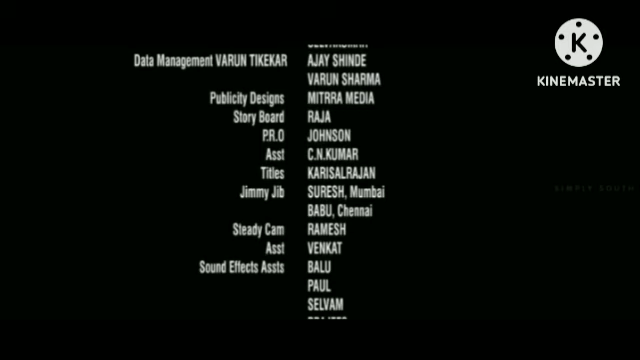 Data Management VARUN TIKEKAR AJAY SHINDE
VARUN SHARMA
Publicity Designs MITRRA MEDIA
Story Board RAJA
P.R.O JOHNSON
Asst C.N.KUMAR
Titles KARISALRAJAN
Jimmy Jib SURESH, Mumbai
BABU, Chennai
Steady Cam RAMESH
Asst VENKAT
Sound Effects Assts BALU
PAUL
SELVAM
K
KINEMASTER
SIMPLY SOUTH